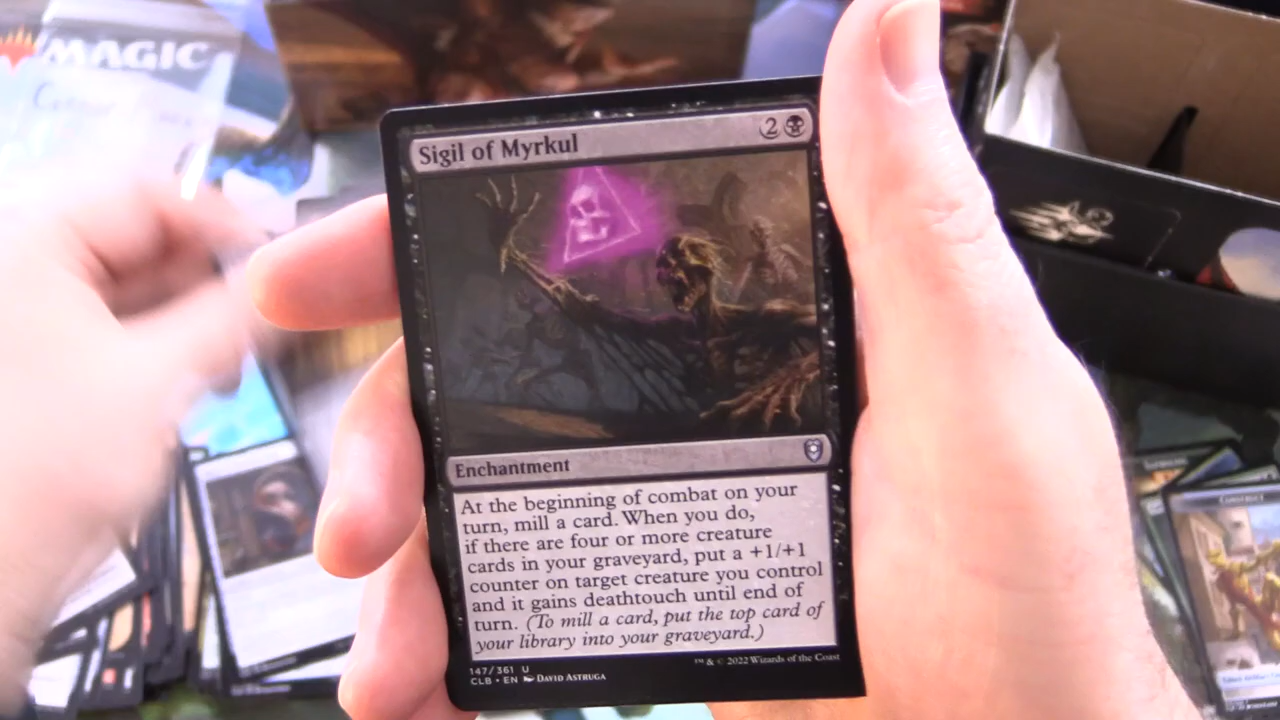 MAGIC
Sigil of Myrkul
2
Enchantment
At the beginning of combat on your
turn, mill a card. When you do,
if there are four or more creature
cards in your graveyard, put a +1/+1
counter on target creature you control
and it gains deathtouch until end of
turn. (To mill a card, put the top card of
your library into your graveyard.)
147/361 U
CLB • EN DAVID ASTRUGA
™ & © 2022 Wizards of the Coast
CONSTRUCT